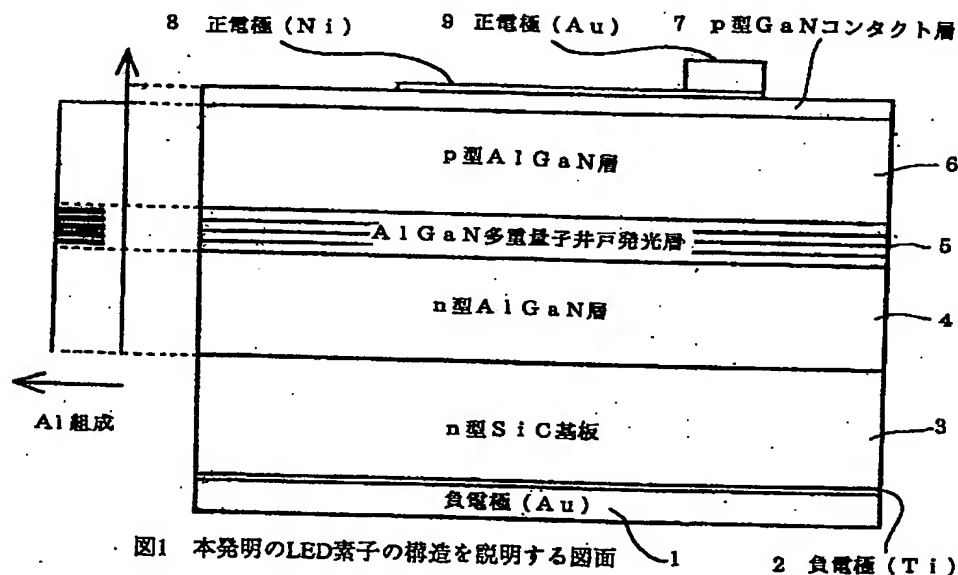 8 正電極(Ni) 9 正電極(Au) 7 p型GaNコンタクト層
p型AlGaN層
6
AlGaN多重量子井戸発光層
5
n型AlGaN層
4
Al組成
n型SiC基板
3
負電極(Au)
図1 本発明のLED素子の構造を説明する図面
1
2 負電極(Ti)